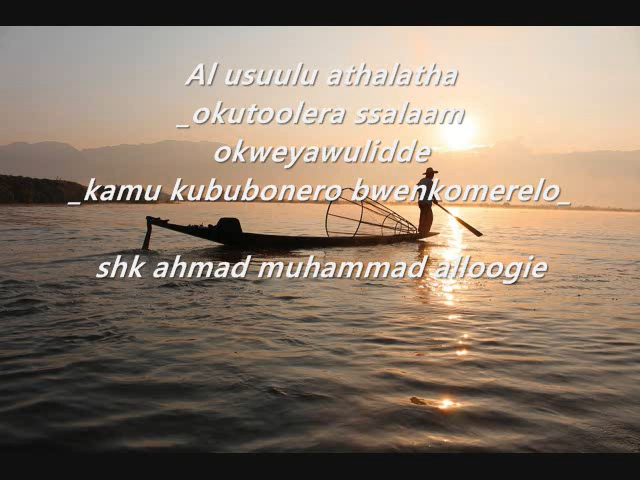 Al usuulu athalatha
_okutoolera ssalaam
okweyawulidde
_kamu kububonero bwenkomerelo_
shk ahmad muhammad alloogie